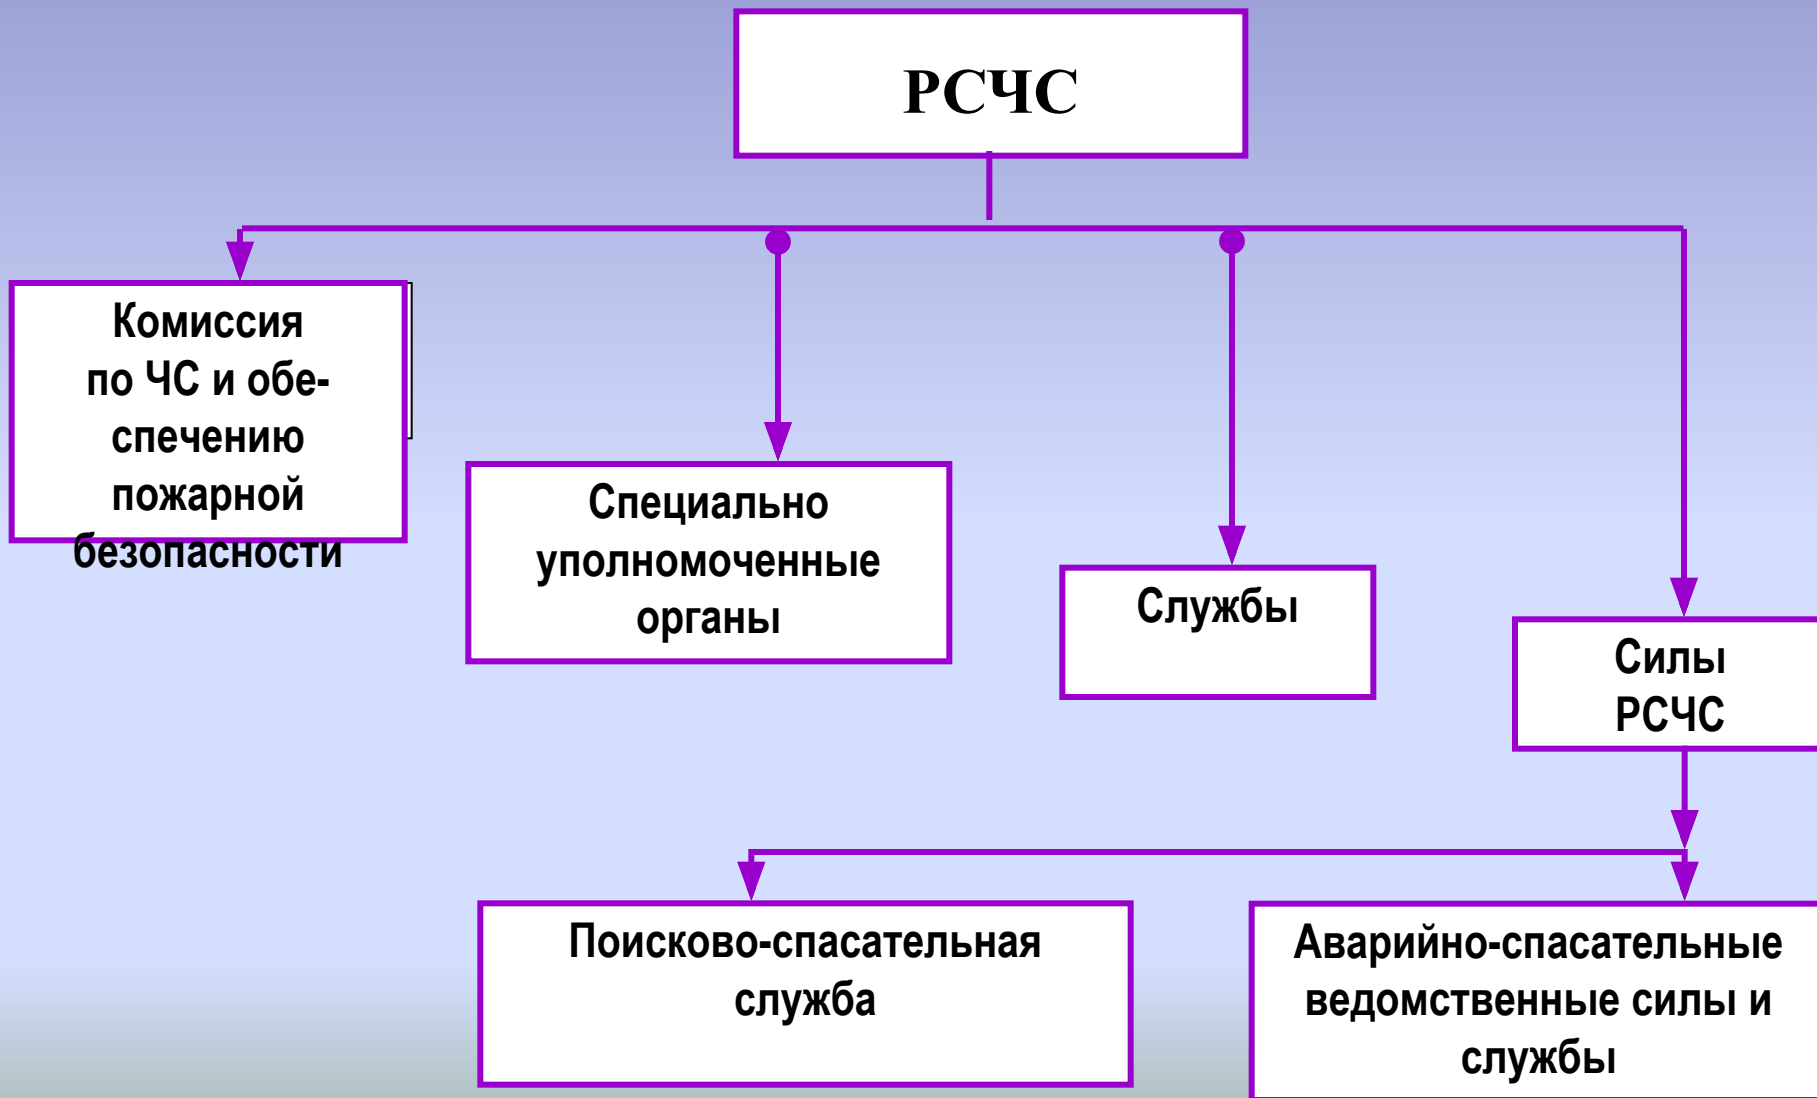 РСЧС
Комиссия
по ЧС и обе-
спечению
пожарной
безопасности
Специально
уполномоченные
органы
Службы
Силы
РСЧС
Поисково-спасательная
служба
Аварийно-спасательные
ведомственные силы и
службы